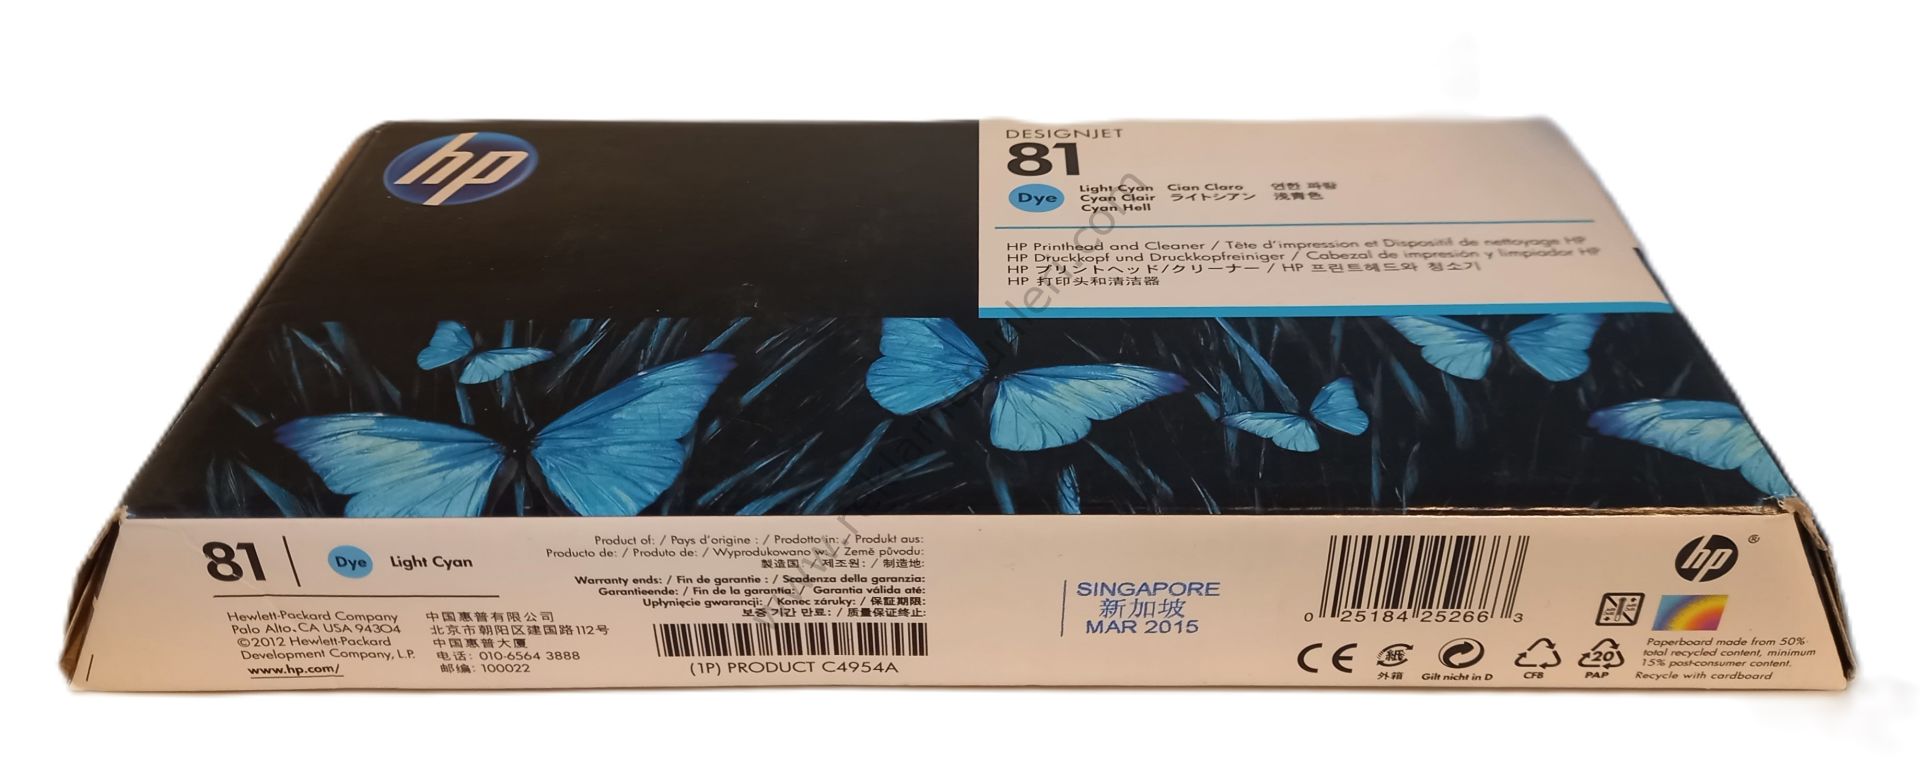 hp
DESIGNJET
81
Dye
Light Cyan Cian Claro 연한 파랑
Cyan Clair ライトシアン 浅青色
Cyan Hell
HP Printhead and Cleaner / Tête d'impression et Dispositif de nettoyage HP
HP Druckkopf und Druckkopfreiniger / Cabezal de impresión y limpiador HP
HP プリントヘッド/クリーナー / HP 프린트헤드와 청소기
HP 打印头和清洁器
81
Dye Light Cyan
Hewlett-Packard Company
Palo Alto, CA USA 94304
©2012 Hewlett-Packard
Development Company, L.P.
www.hp.com/
中国惠普有限公司
北京市朝阳区建国路112号
中国惠普大厦
电话: 010-6564 3888
邮编: 100022
Product of: / Pays d'origine : / Prodotto in: / Produkt aus:
Producto de: / Produto de: / Wyprodukowano w: / Země původu:
製造国: / 제조원: / 制造地:
Warranty ends: / Fin de garantie : / Scadenza della garanzia:
Garantieende: / Fin de la garantía: / Garantia válida até:
Upłynięcie gwarancji: / Konec záruky: / 保証期限:
보증 기간 만료: / 质量保证终止:
(1P) PRODUCT C4954A
SINGAPORE
新加坡
MAR 2015
0 25184 25266 3
hp ®
CE
紙
外箱
Gilt nicht in D
CFB
20
PAP
Paperboard made from 50%
total recycled content, minimum
15% post-consumer content.
Recycle with cardboard